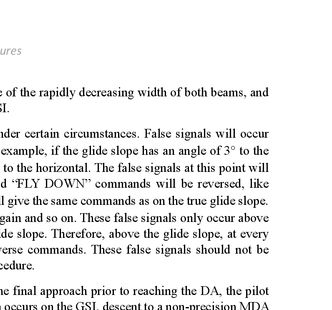 ures
e of the rapidly decreasing width of both beams, and
SI.
nder certain circumstances. False signals will occur
example, if the glide slope has an angle of 3° to the
to the horizontal. The false signals at this point will
d “FLY DOWN” commands will be reversed, like
ll give the same commands as on the true glide slope.
gain and so on. These false signals only occur above
de slope. Therefore, above the glide slope, at every
verse commands. These false signals should not be
cedure.
he final approach prior to reaching the DA, the pilot
n occurs on the GSI, descent to a non-precision MDA